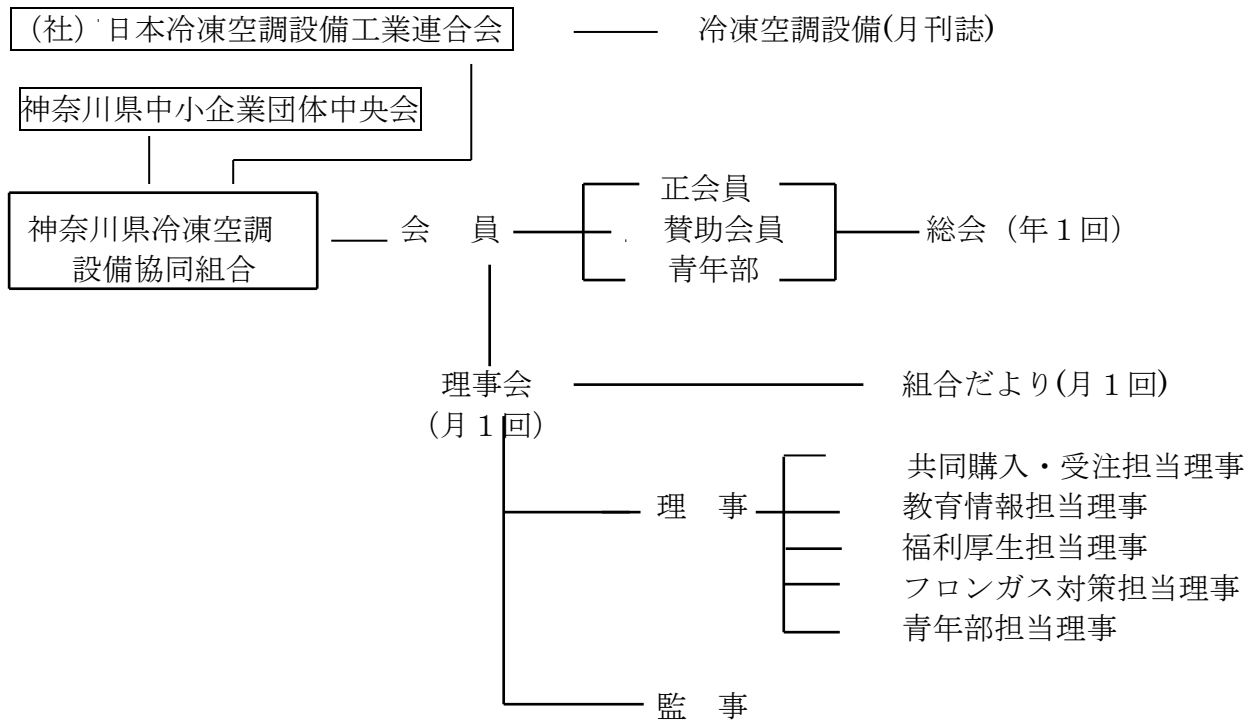 (社) 日本冷凍空調設備工業連合会
冷凍空調設備(月刊誌)
神奈川県中小企業団体中央会
神奈川県冷凍空調
設備協同組合
会　員
正会員
賛助会員
青年部
総会（年１回）
理事会
（月１回）
組合だより(月１回)
理　事
共同購入・受注担当理事
教育情報担当理事
福利厚生担当理事
フロンガス対策担当理事
青年部担当理事
監　事